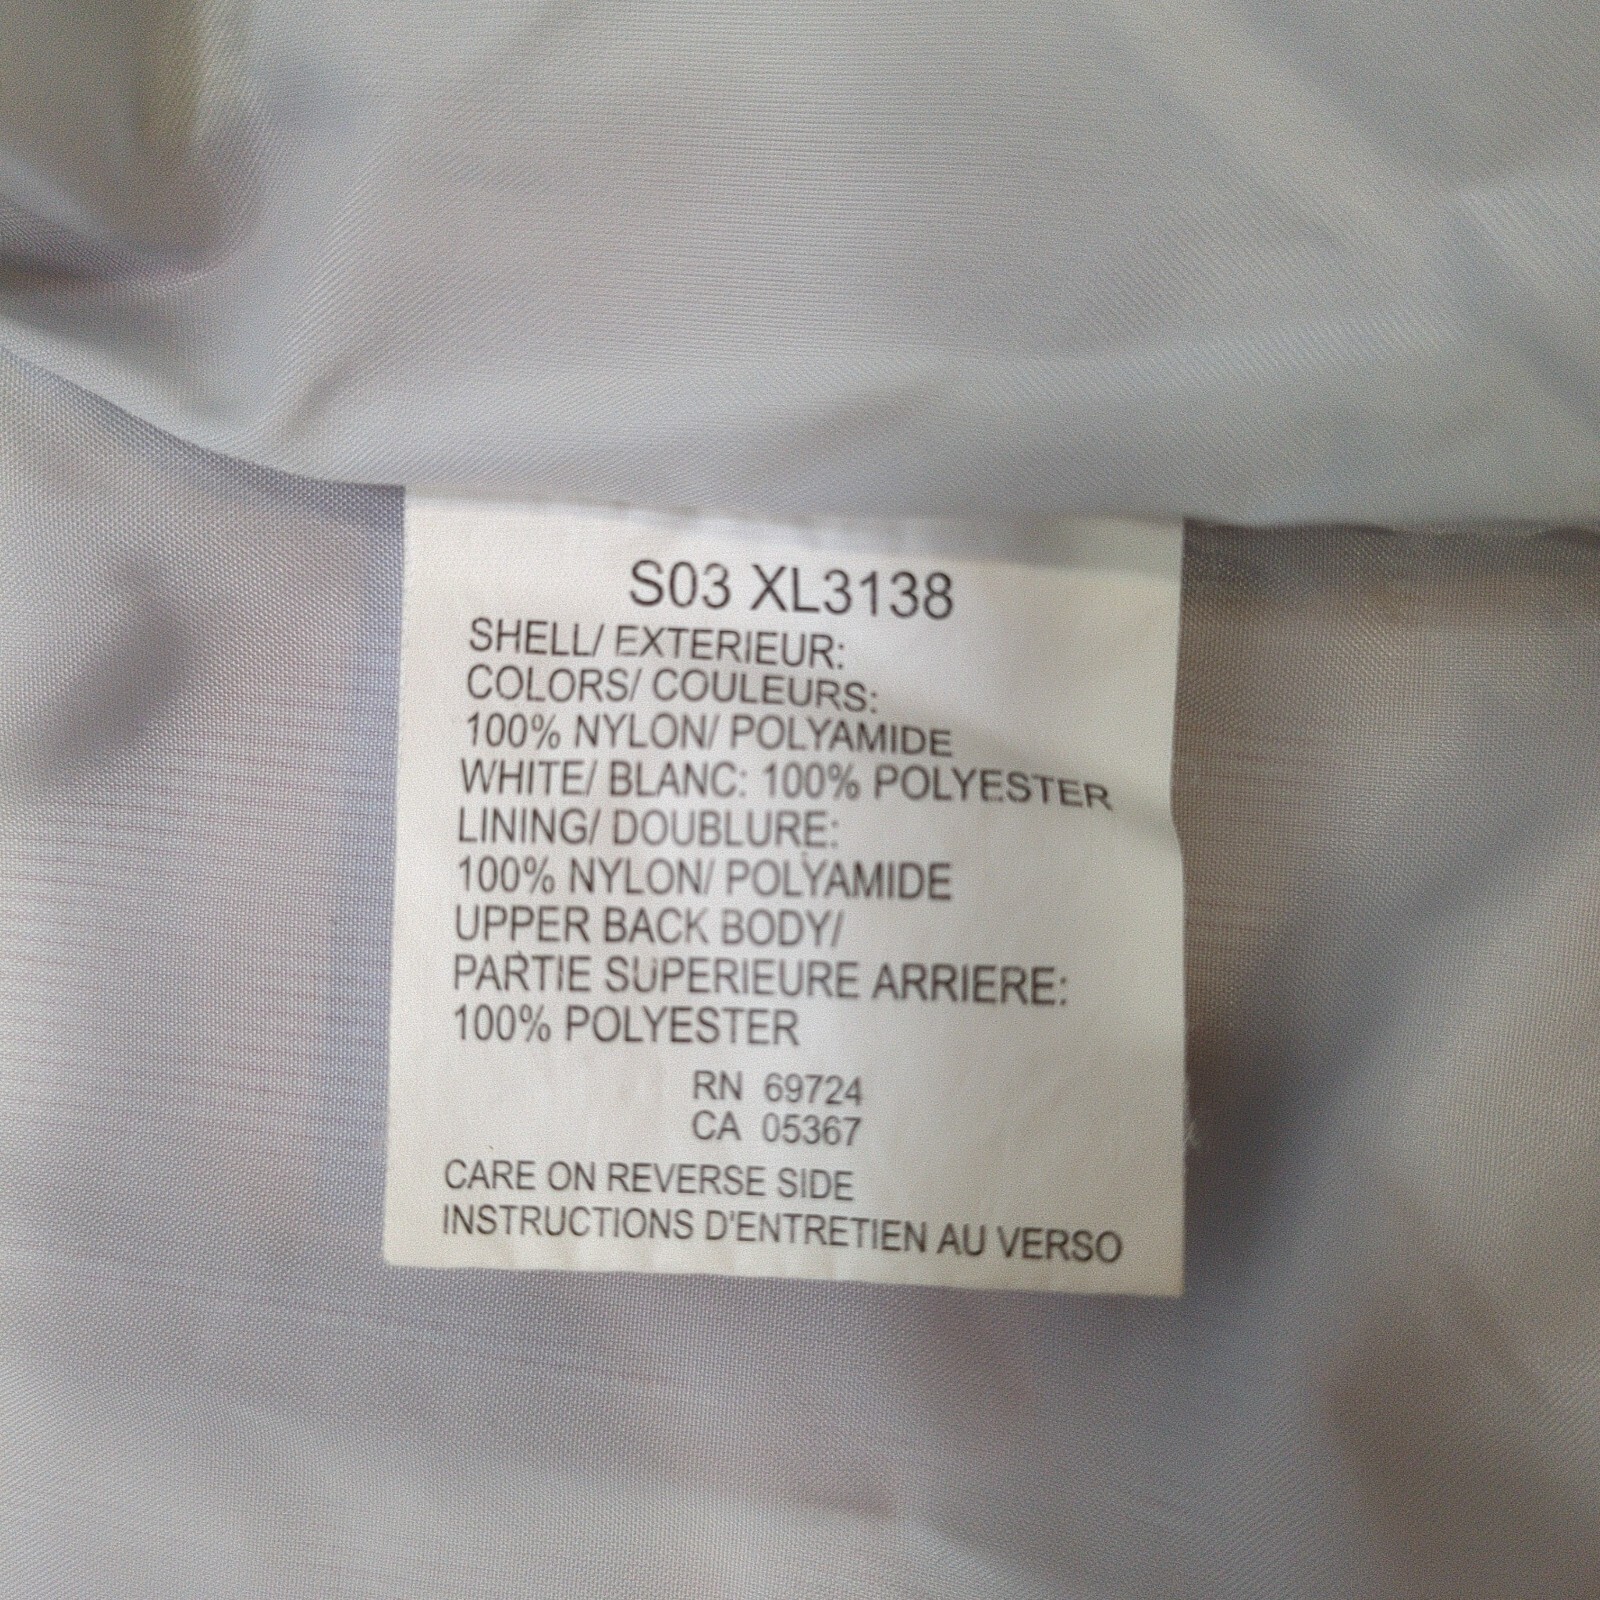 S03 XL3138
SHELL/ EXTERIEUR:
COLORS/ COULEURS:
100% NYLON/ POLYAMIDE
WHITE/ BLANC: 100% POLYESTER
LINING/ DOUBLURE:
100% NYLON/ POLYAMIDE
UPPER BACK BODY/
PARTIE SUPERIEURE ARRIERE:
100% POLYESTER
RN 69724
CA 05367
CARE ON REVERSE SIDE
INSTRUCTIONS D'ENTRETIEN AU VERSO